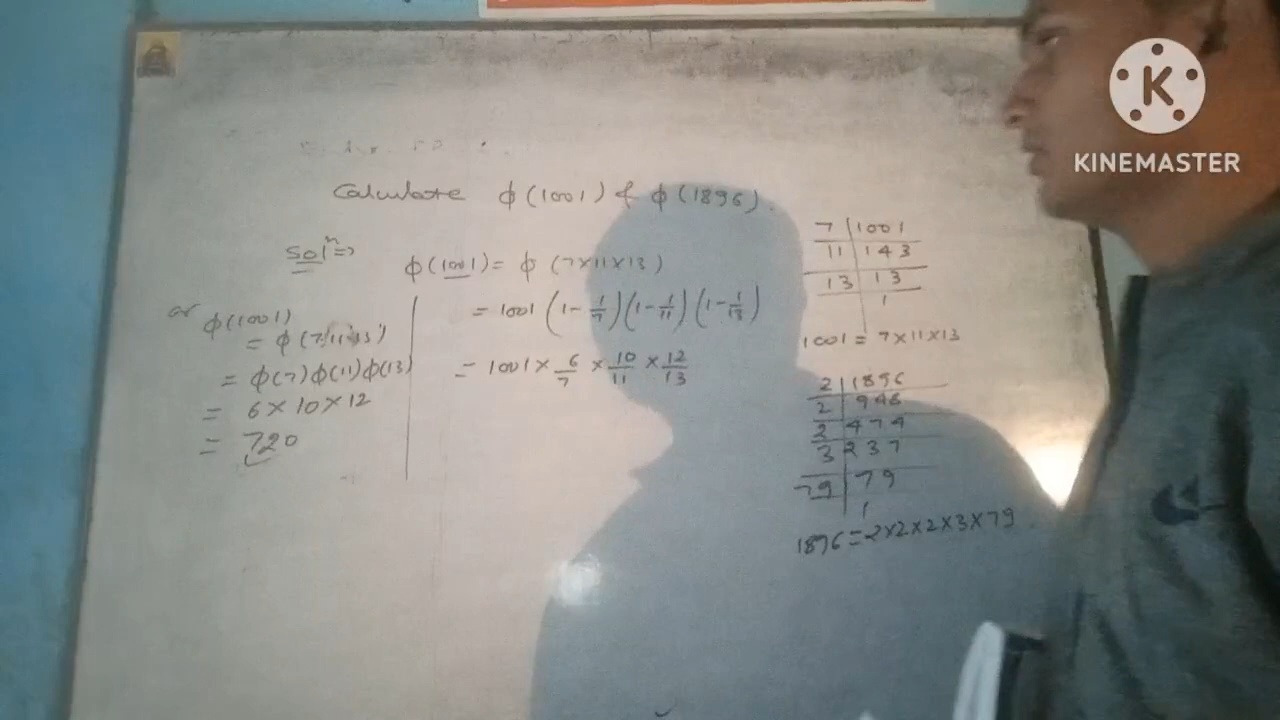 Calculate ϕ(1001) & ϕ(1896).
Solⁿ⇒
ϕ(1001) = ϕ (7×11×13)
= 1001 (1 - 1/7)(1 - 1/11)(1 - 1/13)
= 1001 × 6/7 × 10/11 × 12/13
or ϕ(1001)
= ϕ(7·11·13)
= ϕ(7)ϕ(11)ϕ(13)
= 6 × 10 × 12
= 720
7 | 1001
11 | 143
13 | 13
1
1001 = 7×11×13
2 | 1896
2 | 948
2 | 474
3 | 237
79 | 79
1
1896 = 2×2×2×3×79
K
KINEMASTER